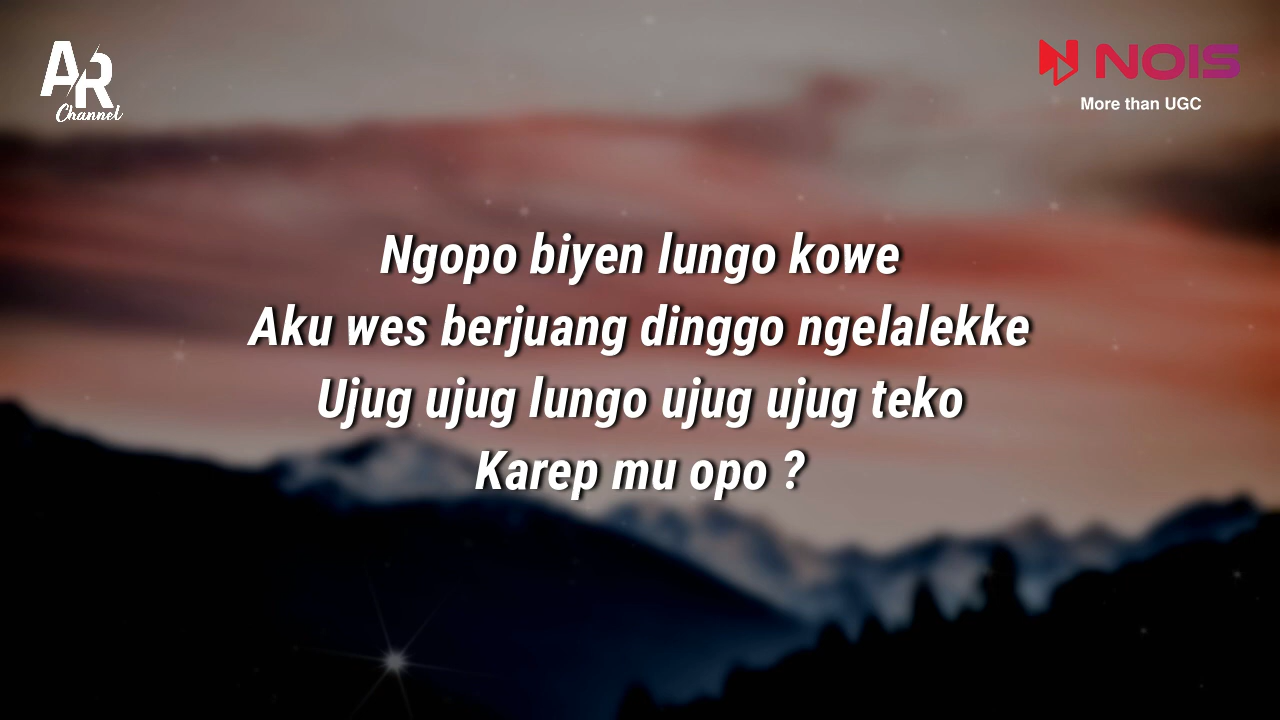 AR
Channel
NOIS
More than UGC
Ngopo biyen lungo kowe
Aku wes berjuang dinggo ngelalekke
Ujug ujug lungo ujug ujug teko
Karep mu opo ?